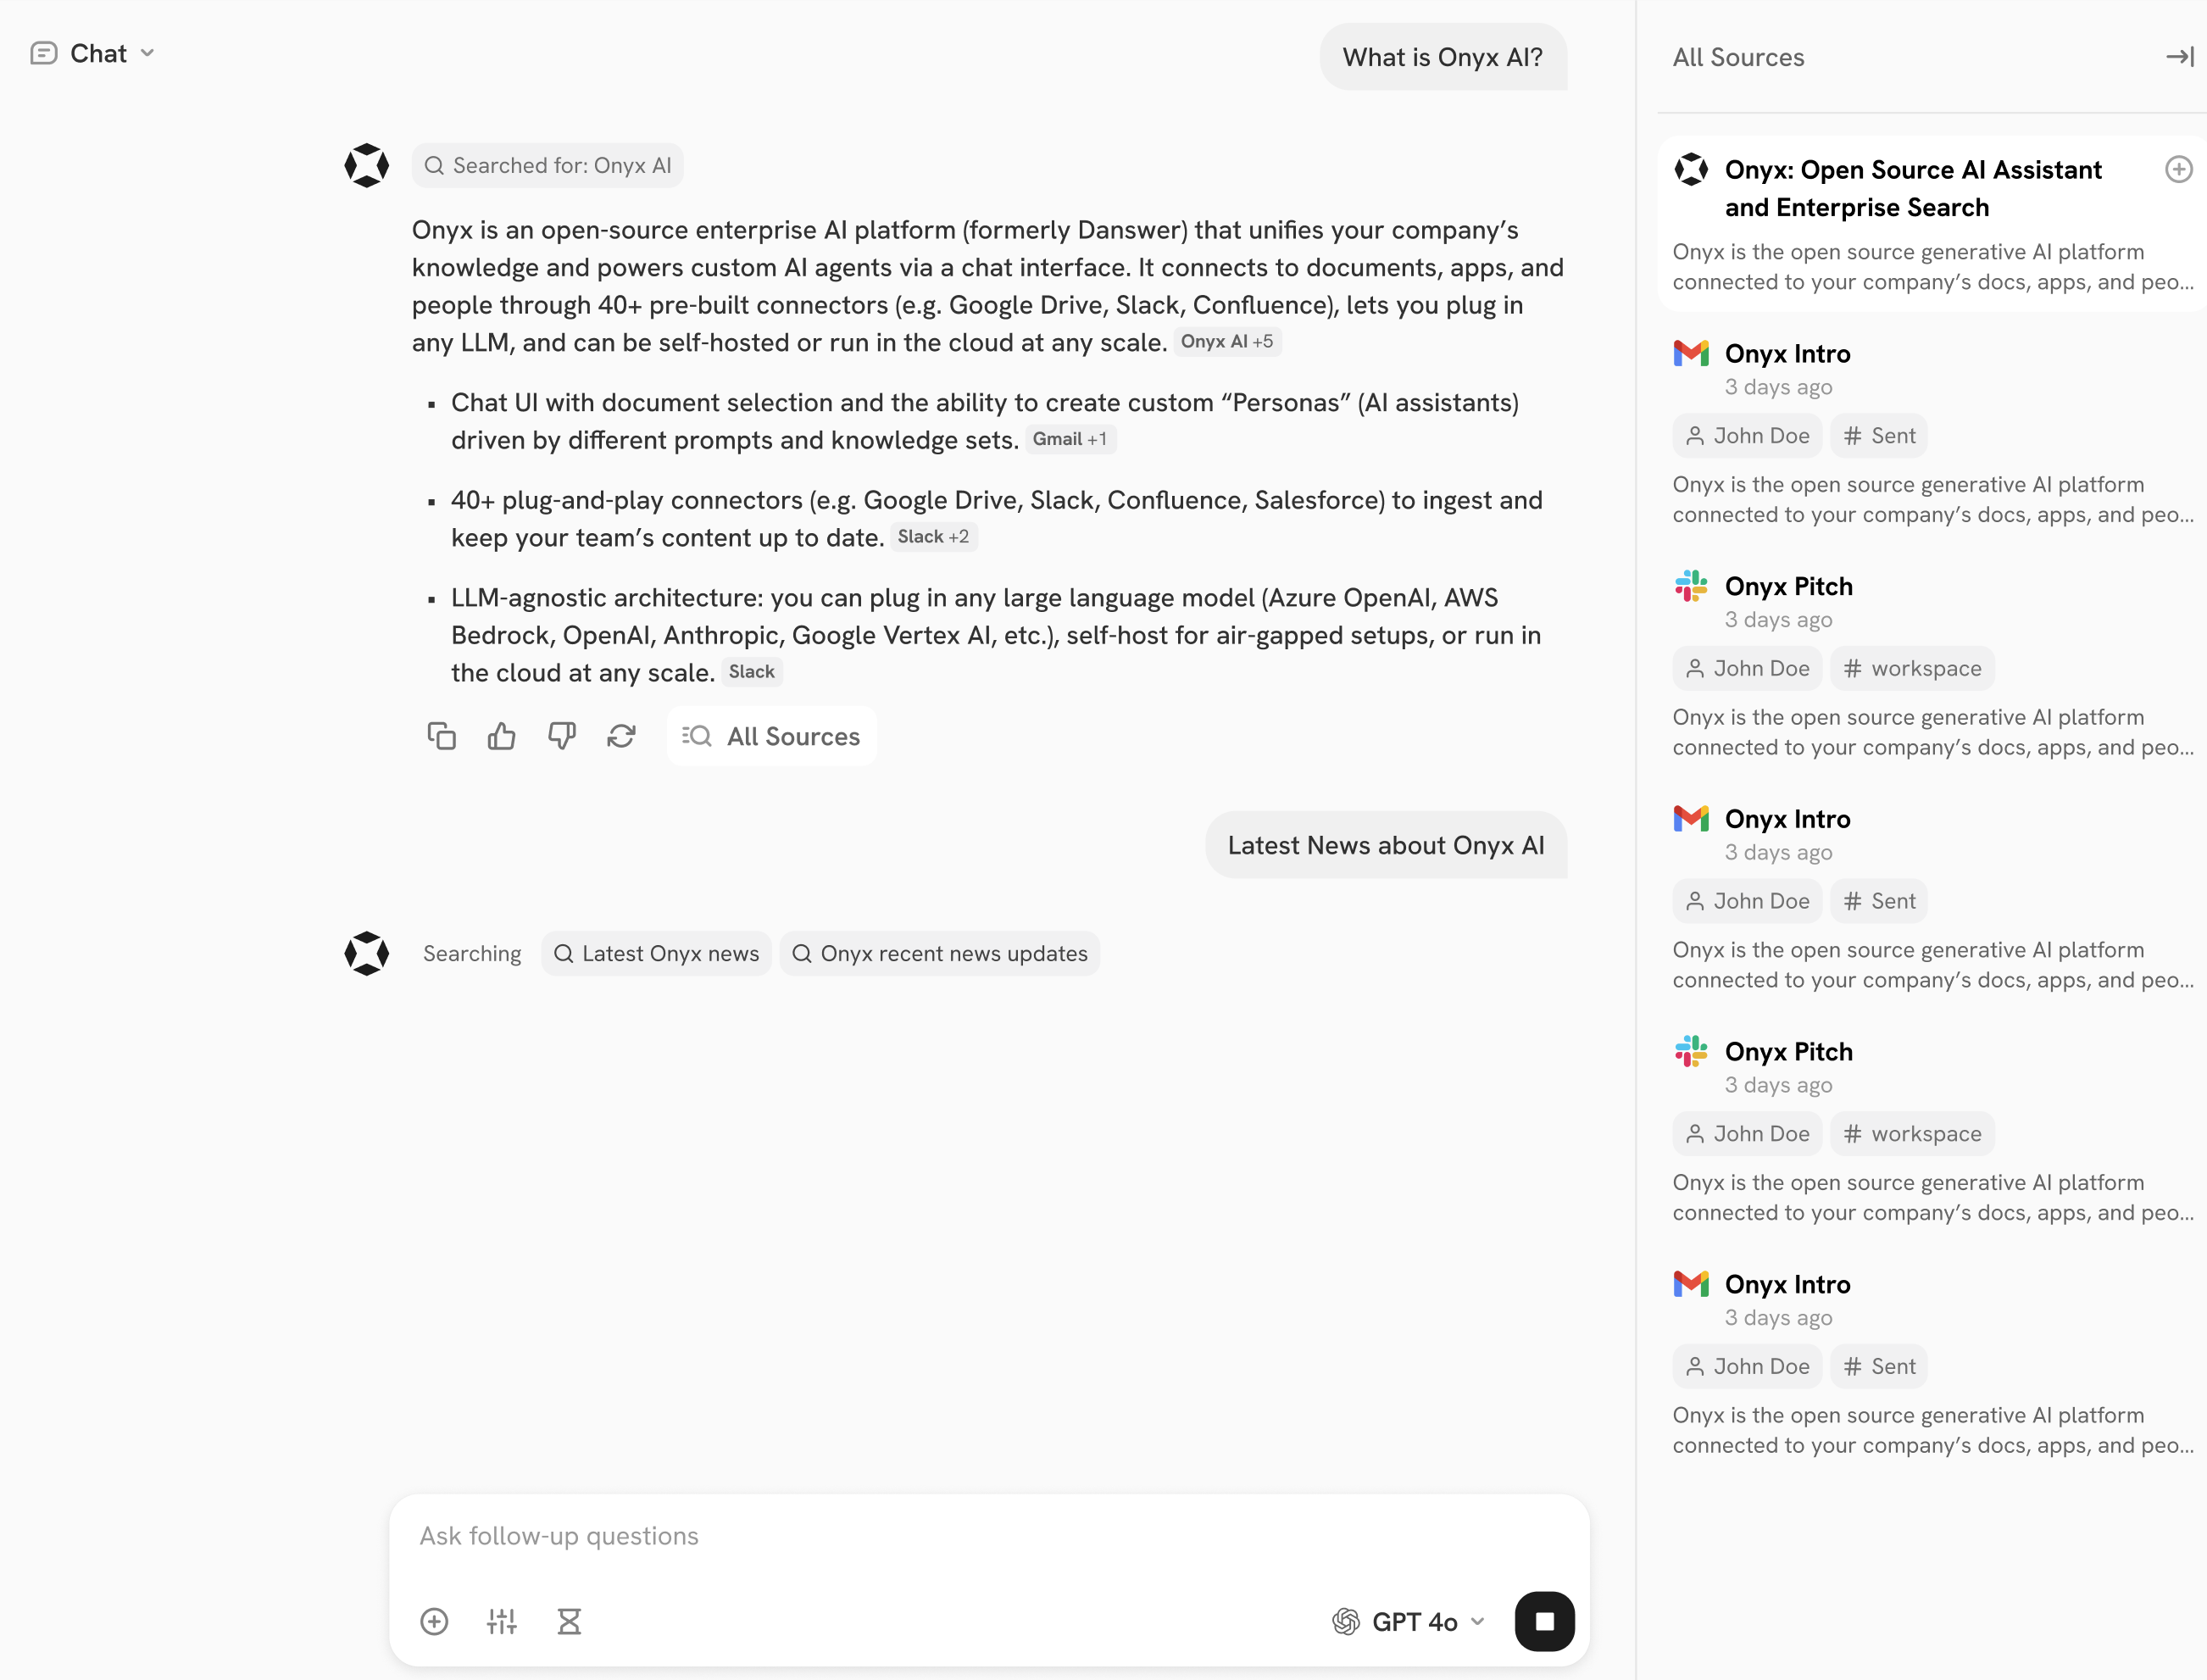 Chat
What is Onyx AI?
Searched for: Onyx AI
Onyx is an open-source enterprise AI platform (formerly Danswer) that unifies your company’s
knowledge and powers custom AI agents via a chat interface. It connects to documents, apps, and
people through 40+ pre-built connectors (e.g. Google Drive, Slack, Confluence), lets you plug in
any LLM, and can be self-hosted or run in the cloud at any scale. Onyx AI +5
▪ Chat UI with document selection and the ability to create custom “Personas” (AI assistants)
driven by different prompts and knowledge sets. Gmail +1
▪ 40+ plug-and-play connectors (e.g. Google Drive, Slack, Confluence, Salesforce) to ingest and
keep your team’s content up to date. Slack +2
▪ LLM-agnostic architecture: you can plug in any large language model (Azure OpenAI, AWS
Bedrock, OpenAI, Anthropic, Google Vertex AI, etc.), self-host for air-gapped setups, or run in
the cloud at any scale. Slack
All Sources
Latest News about Onyx AI
Searching Latest Onyx news Onyx recent news updates
Ask follow-up questions
GPT 4o
All Sources
Onyx: Open Source AI Assistant
and Enterprise Search
Onyx is the open source generative AI platform
connected to your company’s docs, apps, and peo...
Onyx Intro
3 days ago
John Doe # Sent
Onyx is the open source generative AI platform
connected to your company’s docs, apps, and peo...
Onyx Pitch
3 days ago
John Doe # workspace
Onyx is the open source generative AI platform
connected to your company’s docs, apps, and peo...
Onyx Intro
3 days ago
John Doe # Sent
Onyx is the open source generative AI platform
connected to your company’s docs, apps, and peo...
Onyx Pitch
3 days ago
John Doe # workspace
Onyx is the open source generative AI platform
connected to your company’s docs, apps, and peo...
Onyx Intro
3 days ago
John Doe # Sent
Onyx is the open source generative AI platform
connected to your company’s docs, apps, and peo...